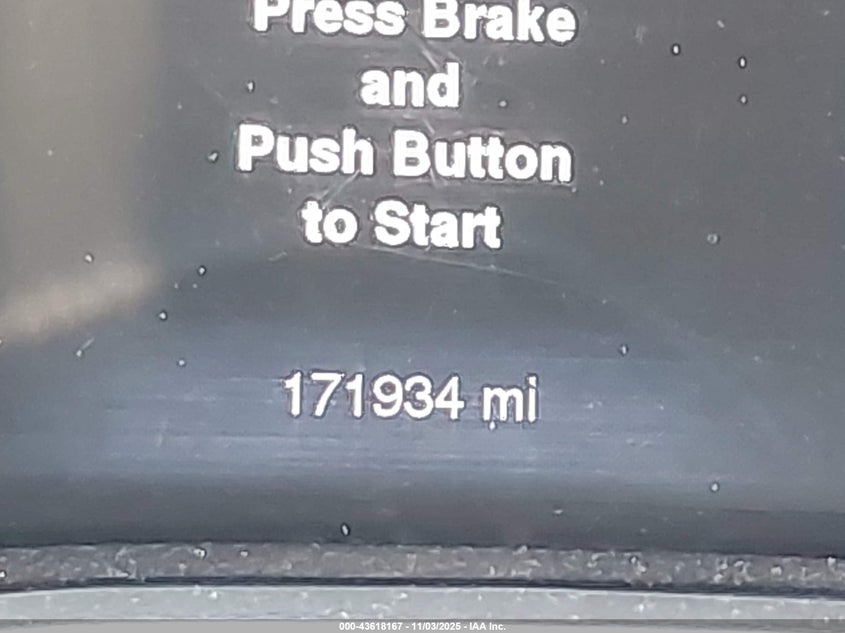 Press Brake
and
Push Button
to Start
171934 mi
000-43618167 - 11/03/2025 - IAA Inc.